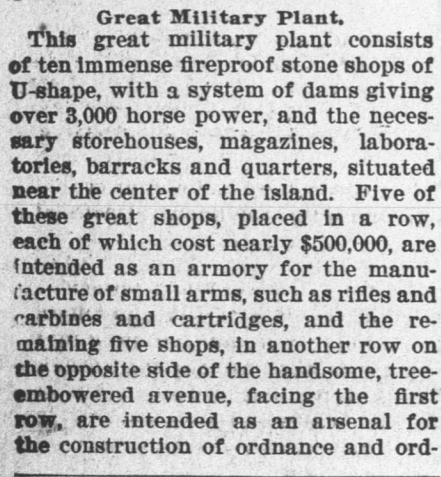 Great Military Plant.
This great military plant consists
of ten immense fireproof stone shops of
U-shape, with a system of dams giving
over 3,000 horse power, and the neces-
sary storehouses, magazines, labora-
tories, barracks and quarters, situated
near the center of the island. Five of
these great shops, placed in a row,
each of which cost nearly $500,000, are
intended as an armory for the manu-
facture of small arms, such as rifles and
carbines and cartridges, and the re-
maining five shops, in another row on
the opposite side of the handsome, tree-
embowered avenue, facing the first
row, are intended as an arsenal for
the construction of ordnance and ord-